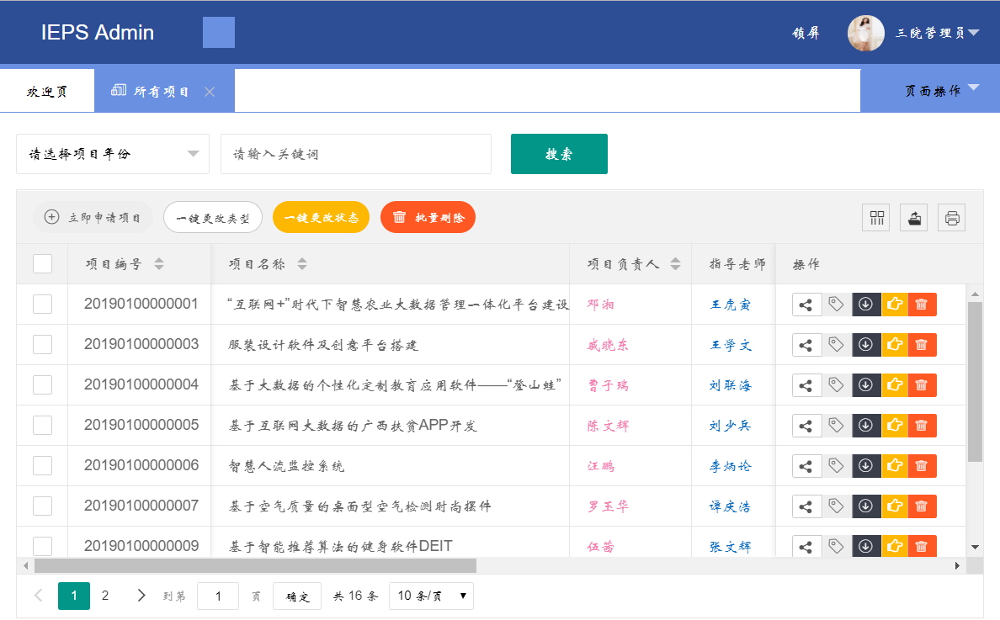 IEPS Admin 锁屏 三院管理员
欢迎页 所有项目 页面操作
请选择项目年份 请输入关键词 搜索
立即申请项目 一键更改类型 一键更改状态 批量删除
项目编号 项目名称 项目负责人 指导老师 操作
20190100000001 “互联网+”时代下智慧农业大数据管理一体化平台建设 邓湘 王虎寅
20190100000003 服装设计软件及创意平台搭建 戚晓东 王学文
20190100000004 基于大数据的个性化定制教育应用软件——“登山蛙” 曹子瑞 刘联海
20190100000005 基于互联网大数据的广西扶贫APP开发 陈文辉 刘少兵
20190100000006 智慧人流监控系统 汪鹏 李炳论
20190100000007 基于空气质量的桌面型空气检测时尚摆件 罗玉华 谭庆浩
20190100000009 基于智能推荐算法的健身软件DEIT 伍茜 张文辉
1 2 到第 1 页 确定 共 16 条 10 条/页